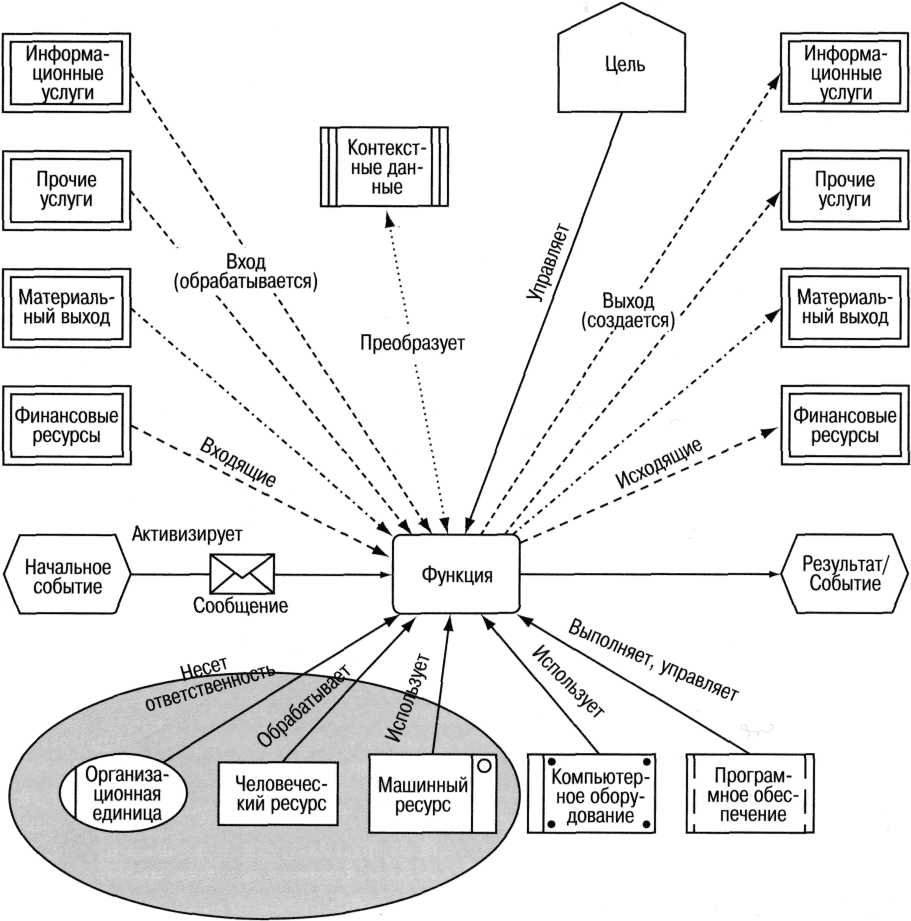 Информа-
ционные
услуги
Цель
Информа-
ционные
услуги
Контекст-
ные дан-
ные
Прочие
услуги
Прочие
услуги
Управляет
Вход
(обрабатывается)
Выход
(создается)
Материаль-
ный выход
Материаль-
ный выход
Преобразует
Финансовые
ресурсы
Входящие
Исходящие
Финансовые
ресурсы
Активизирует
Начальное
событие
Сообщение
Функция
Результат/
Событие
Несет
ответственность
Обрабатывает
Использует
Использует
Выполняет, управляет
Организа-
ционная
единица
Человечес-
кий ресурс
Машинный
ресурс
Компьютер-
ное обору-
дование
Програм-
мное обес-
печение